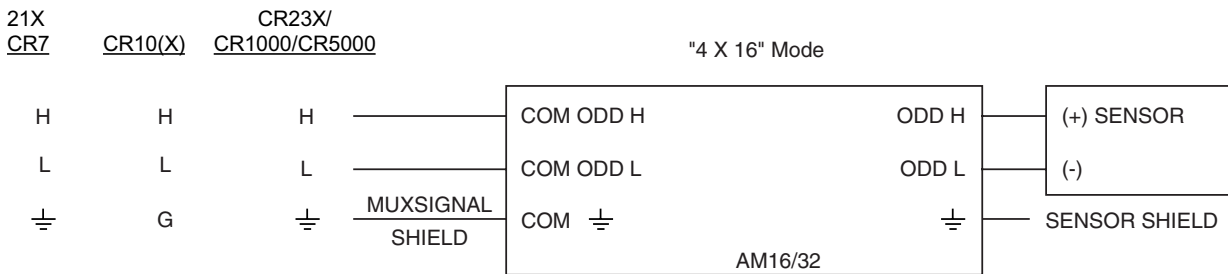 21X
CR7
CR10(X)
CR23X/
CR1000/CR5000
"4 X 16" Mode
H H H COM ODD H ODD H (+) SENSOR
L L L COM ODD L ODD L (-)
G MUXSIGNAL COM SENSOR SHIELD
SHIELD
AM16/32